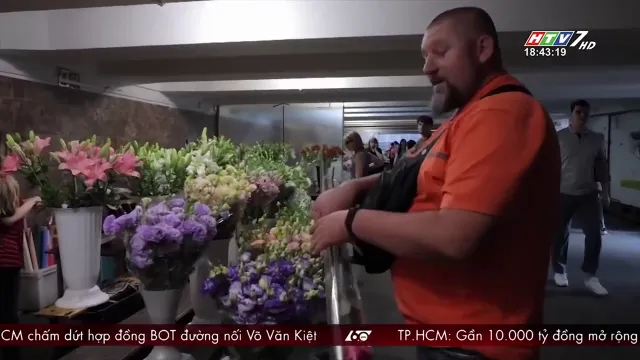 HTV7 HD
18:43:19
CM chấm dứt hợp đồng BOT đường nối Võ Văn Kiệt
60
TP.HCM: Gần 10.000 tỷ đồng mở rộng